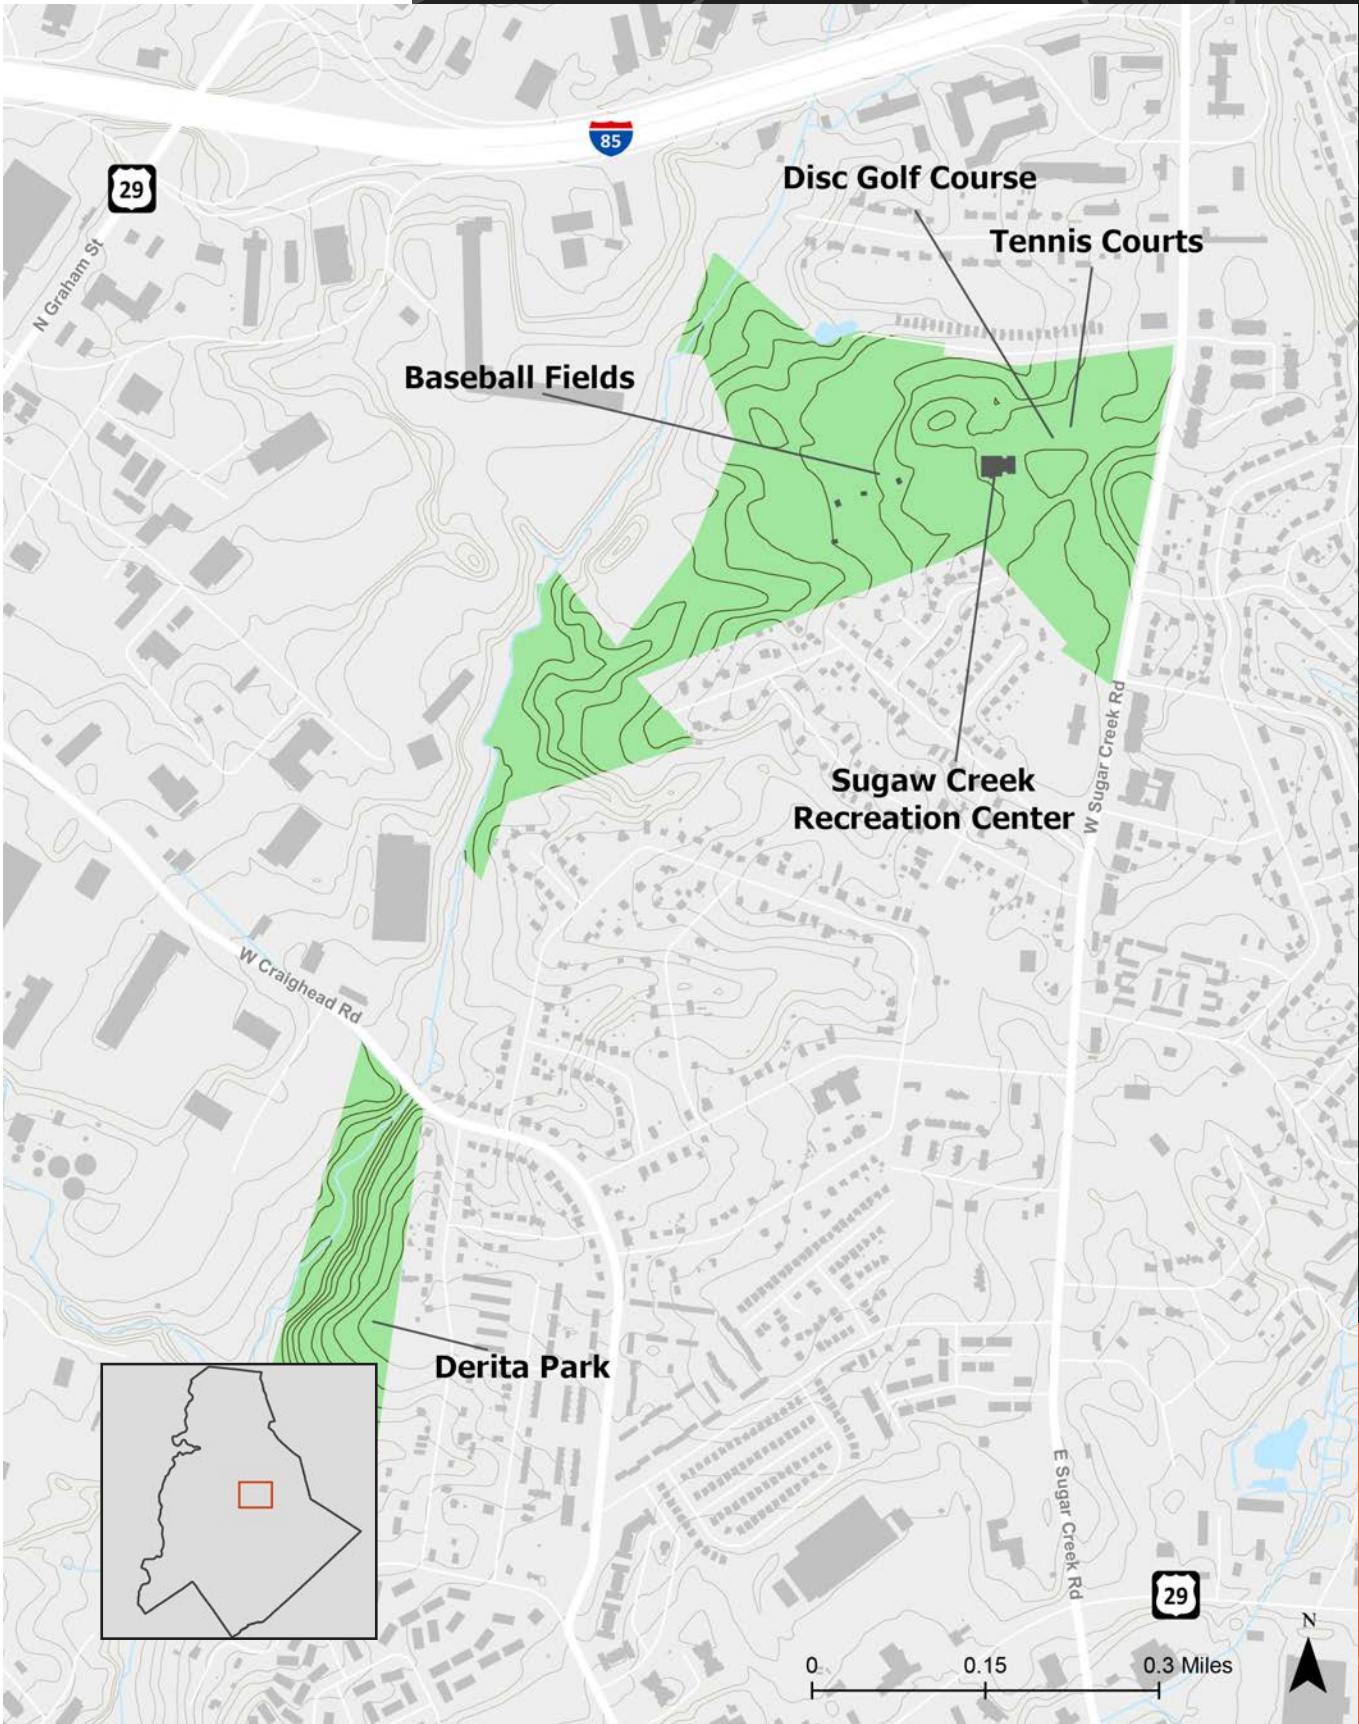 85
29
Disc Golf Course
Tennis Courts
N Graham St
Baseball Fields
Sugaw Creek
Recreation Center
W Sugar Creek Rd
W Craighead Rd
Derita Park
E Sugar Creek Rd
29
N
0 0.15 0.3 Miles